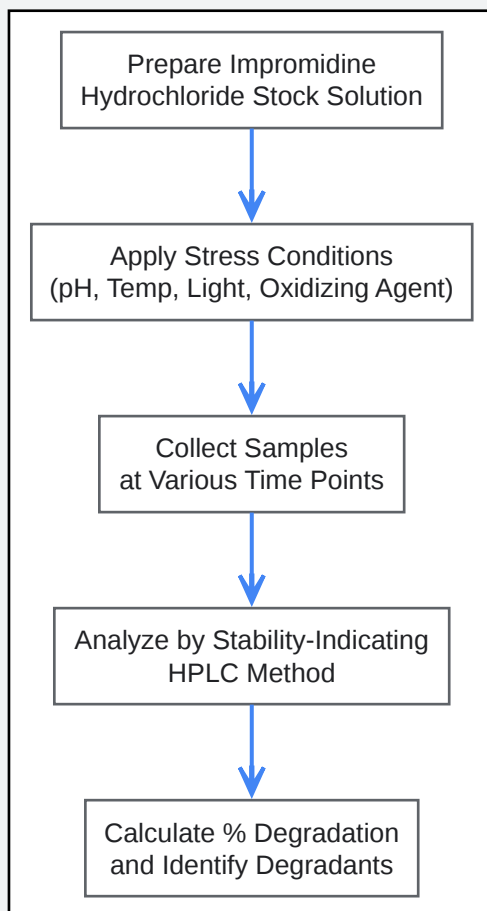 Prepare Impromidine
Hydrochloride Stock Solution
Apply Stress Conditions
(pH, Temp, Light, Oxidizing Agent)
Collect Samples
at Various Time Points
Analyze by Stability-Indicating
HPLC Method
Calculate % Degradation
and Identify Degradants